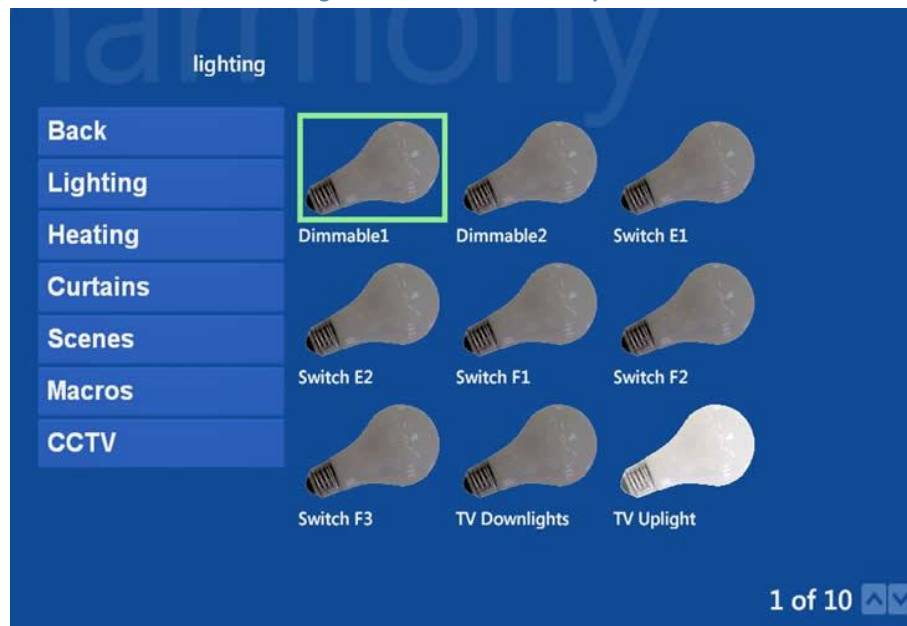 harmony
lighting
Back
Lighting
Heating
Curtains
Scenes
Macros
CCTV
Dimmable1
Dimmable2
Switch E1
Switch E2
Switch F1
Switch F2
Switch F3
TV Downlights
TV Uplight
1 of 10